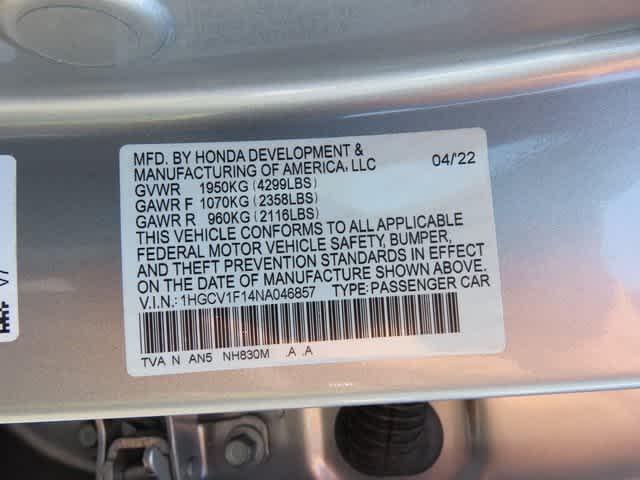 MFD. BY HONDA DEVELOPMENT &
MANUFACTURING OF AMERICA, LLC 04/22
GVWR 1950KG (4299LBS)
GAWR F 1070KG (2358LBS)
GAWR R 960KG (2116LBS)
THIS VEHICLE CONFORMS TO ALL APPLICABLE
FEDERAL MOTOR VEHICLE SAFETY, BUMPER,
AND THEFT PREVENTION STANDARDS IN EFFECT
ON THE DATE OF MANUFACTURE SHOWN ABOVE.
V.I.N.: 1HGCV1F14NA046857 TYPE: PASSENGER CAR
TVA N AN5 NH830M .A .A
V7